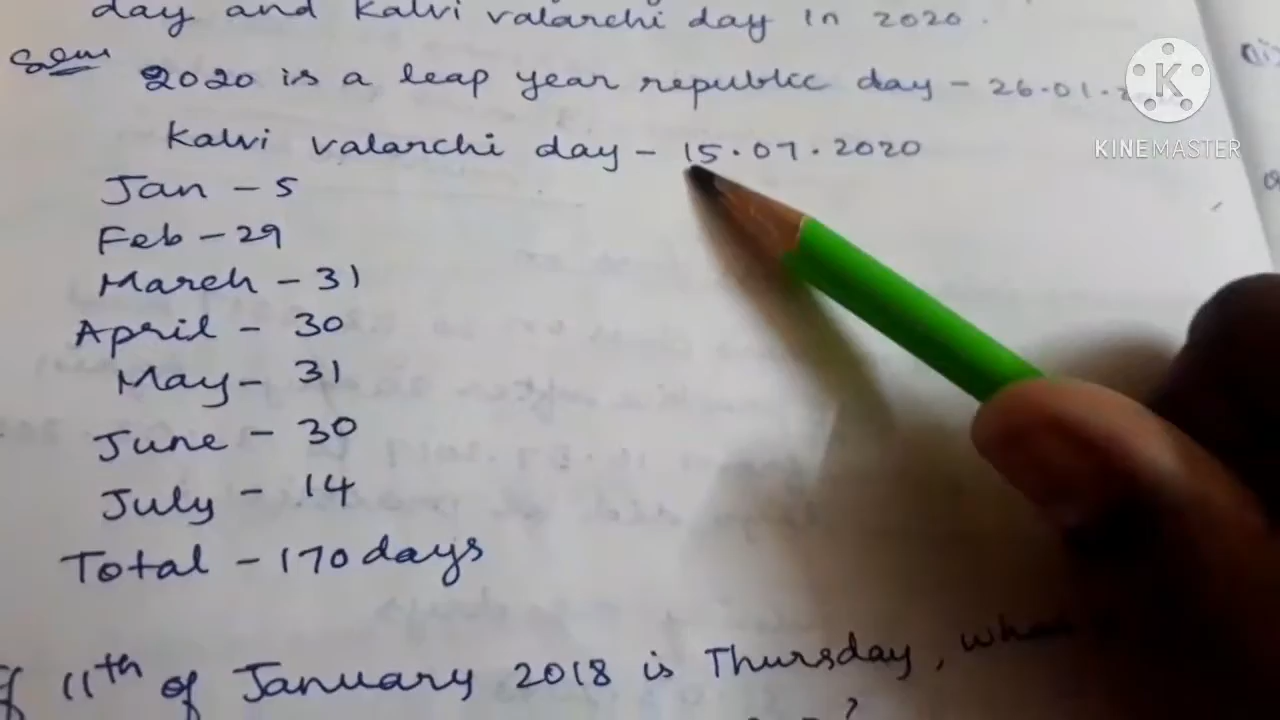 day and Kalvi valarchi day in 2020.
Soln
2020 is a leap year republic day - 26.01.
Kalvi valarchi day - 15.07.2020
Jan - 5
Feb - 29
March - 31
April - 30
May - 31
June - 30
July - 14
Total - 170 days
If 11th of January 2018 is Thursday,
?
K
KINEMASTER